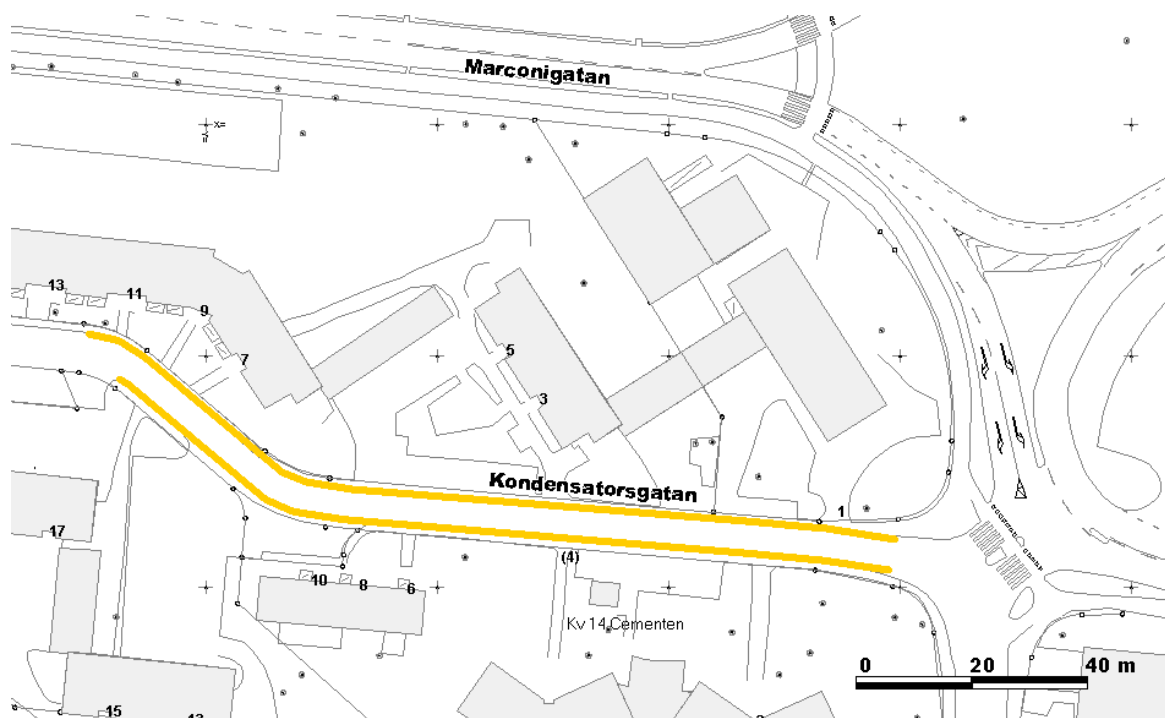 Marconigatan
x=
13
11
9
7
5
3
Kondensatorsgatan
1
17
(4)
10
8
6
Kv 14 Cementen
0 20 40 m
15